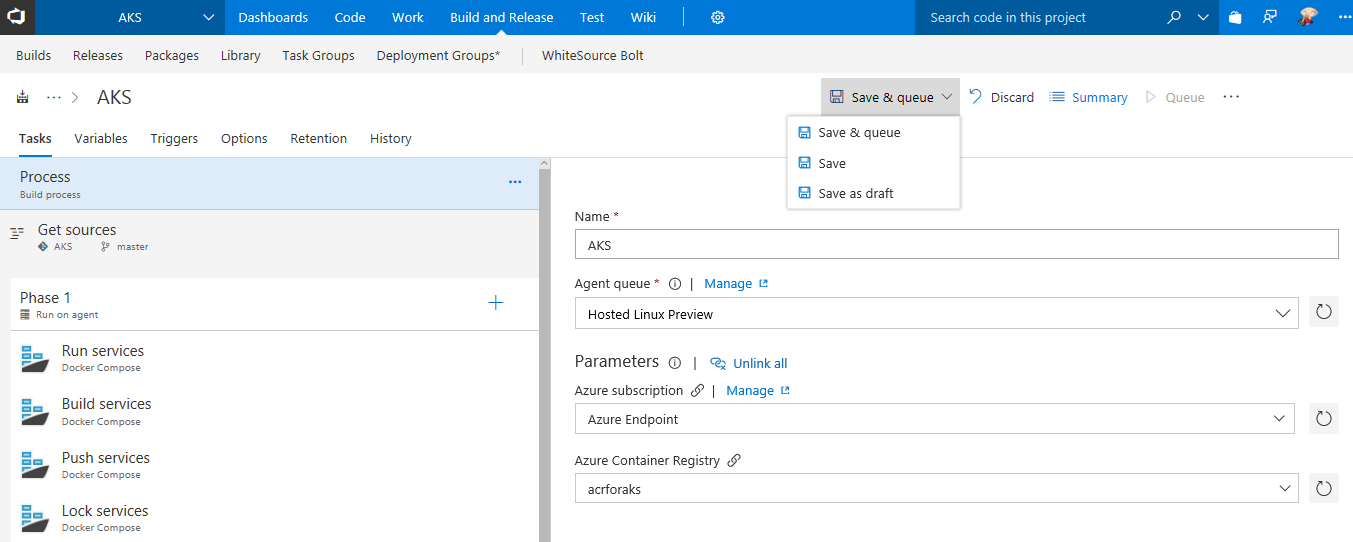 AKS Dashboards Code Work Build and Release Test Wiki Search code in this project
Builds Releases Packages Library Task Groups Deployment Groups* | WhiteSource Bolt
··· > AKS Save & queue Discard Summary Queue ···
Save & queue
Save
Save as draft
Tasks Variables Triggers Options Retention History
Process
Build process
Get sources
AKS master
Phase 1
Run on agent
Run services
Docker Compose
Build services
Docker Compose
Push services
Docker Compose
Lock services
Docker Compose
Name *
AKS
Agent queue * | Manage
Hosted Linux Preview
Parameters | Unlink all
Azure subscription | Manage
Azure Endpoint
Azure Container Registry
acrforaks